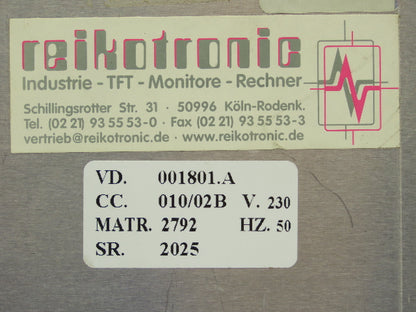 reikotronic
Industrie - TFT - Monitore - Rechner
Schillingsrotter Str. 31 · 50996 Köln-Rodenk.
Tel. (02 21) 93 55 53-0 · Fax (02 21) 93 55 53-3
vertrieb@reikotronic.de · www.reikotronic.de
VD. 001801.A
CC. 010/02B V. 230
MATR. 2792 HZ. 50
SR. 2025